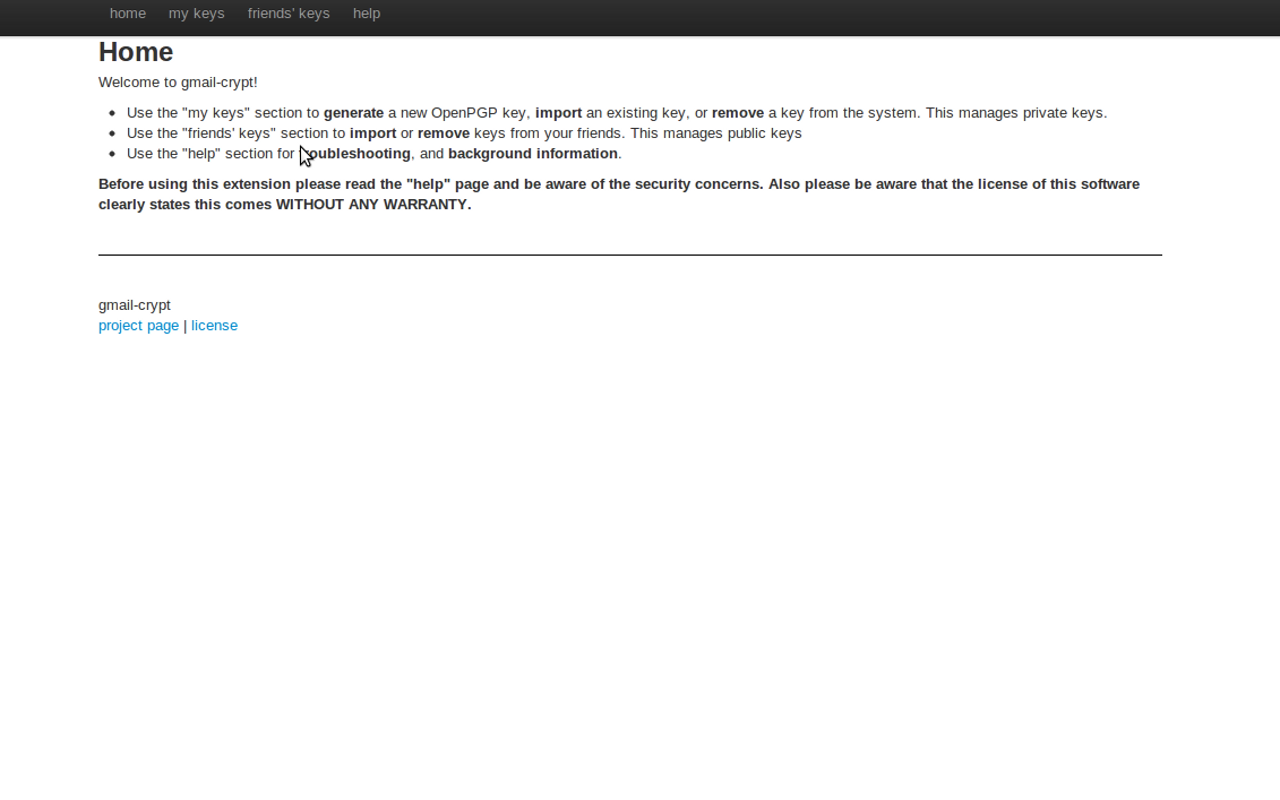 home my keys friends' keys help
Home
Welcome to gmail-crypt!
Use the "my keys" section to generate a new OpenPGP key, import an existing key, or remove a key from the system. This manages private keys.
Use the "friends' keys" section to import or remove keys from your friends. This manages public keys
Use the "help" section for troubleshooting, and background information.
Before using this extension please read the "help" page and be aware of the security concerns. Also please be aware that the license of this software
clearly states this comes WITHOUT ANY WARRANTY.
gmail-crypt
project page | license